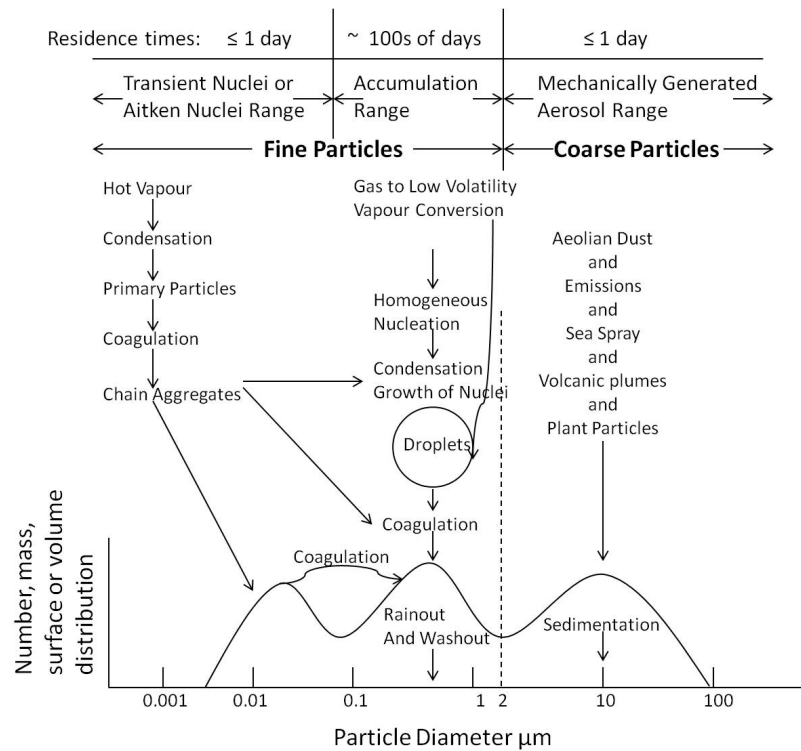 Residence times: ≤ 1 day ~ 100s of days ≤ 1 day
Transient Nuclei or
Aitken Nuclei Range
Accumulation
Range
Mechanically Generated
Aerosol Range
Fine Particles Coarse Particles
Hot Vapour
Condensation
Primary Particles
Coagulation
Chain Aggregates
Gas to Low Volatility
Vapour Conversion
Homogeneous
Nucleation
Condensation
Growth of Nuclei
Droplets
Coagulation
Aeolian Dust
and
Emissions
and
Sea Spray
and
Volcanic plumes
and
Plant Particles
Coagulation
Rainout
And Washout
Sedimentation
Number, mass,
surface or volume
distribution
0.001 0.01 0.1 1 2 10 100
Particle Diameter µm